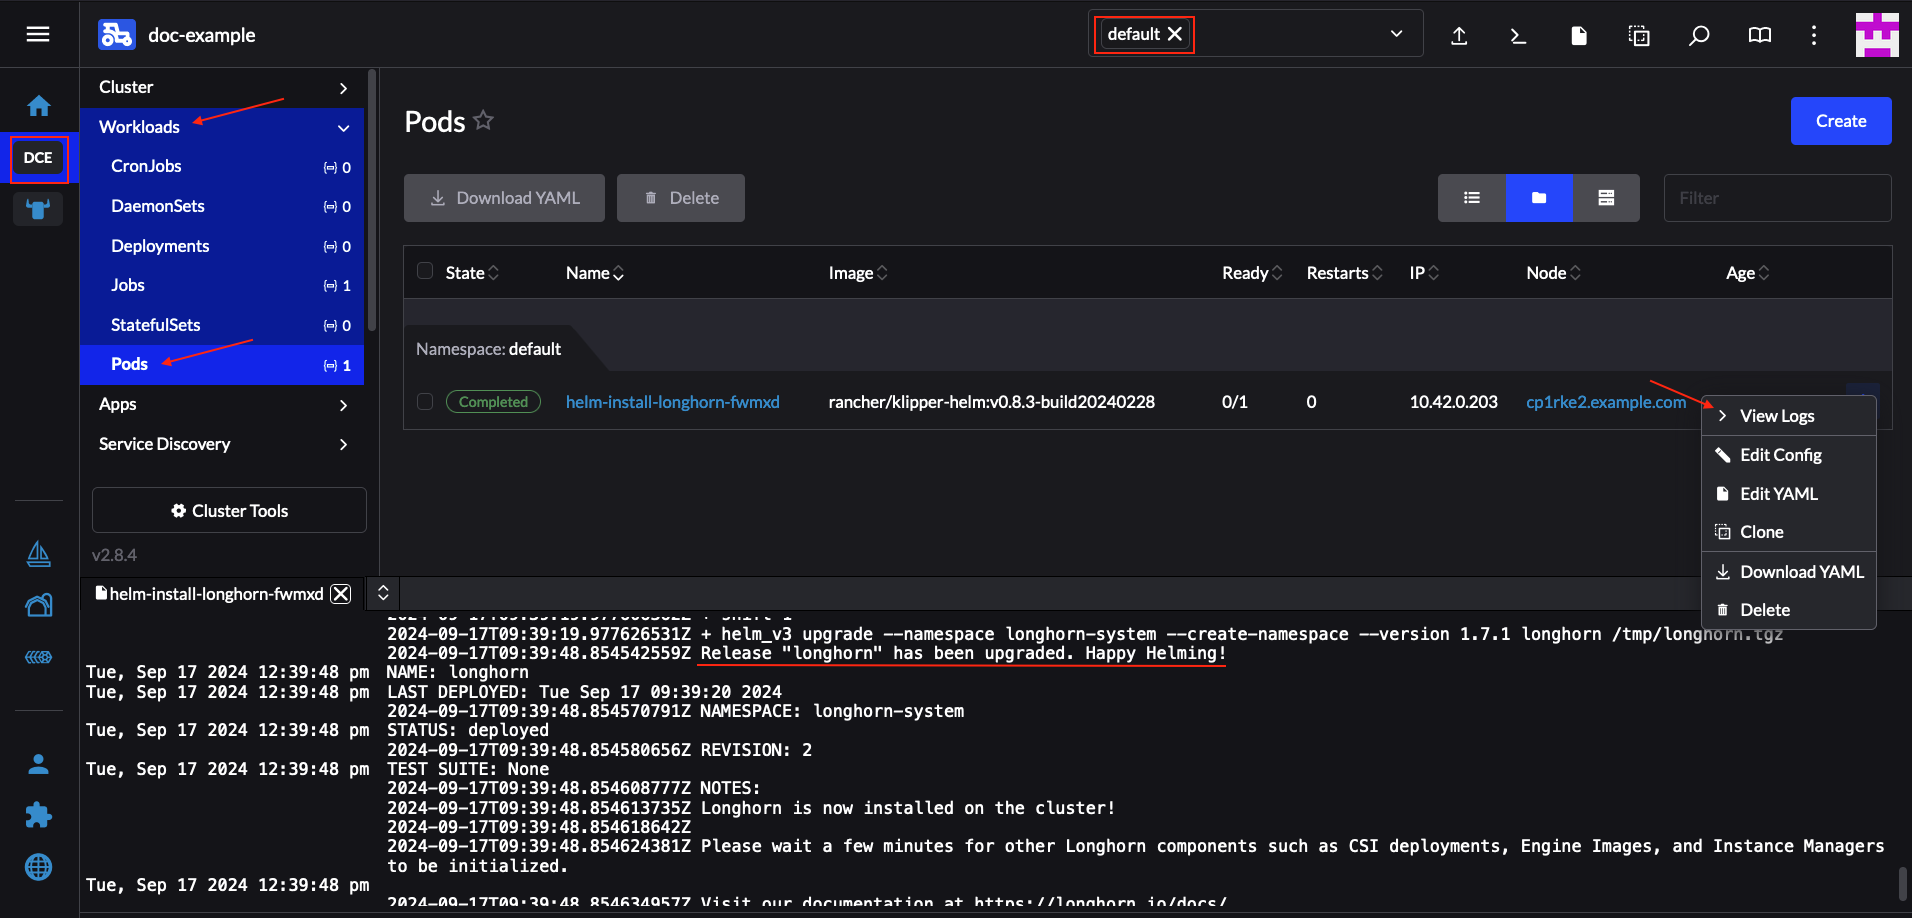 doc-example
default
DCE
Cluster
Workloads
CronJobs 0
DaemonSets 0
Deployments 0
Jobs 1
StatefulSets 0
Pods 1
Apps
Service Discovery
Cluster Tools
v2.8.4
Pods
Create
Download YAML
Delete
Filter
State Name Image Ready Restarts IP Node Age
Namespace: default
Completed helm-install-longhorn-fwmxd rancher/klipper-helm:v0.8.3-build20240228 0/1 0 10.42.0.203 cp1rke2.example.com
View Logs
Edit Config
Edit YAML
Clone
Download YAML
Delete
helm-install-longhorn-fwmxd
2024-09-17T09:39:19.977626531Z + helm_v3 upgrade --namespace longhorn-system --create-namespace --version 1.7.1 longhorn /tmp/longhorn.tgz
2024-09-17T09:39:48.854542559Z Release "longhorn" has been upgraded. Happy Helming!
Tue, Sep 17 2024 12:39:48 pm NAME: longhorn
Tue, Sep 17 2024 12:39:48 pm LAST DEPLOYED: Tue Sep 17 09:39:20 2024
2024-09-17T09:39:48.854570791Z NAMESPACE: longhorn-system
Tue, Sep 17 2024 12:39:48 pm STATUS: deployed
2024-09-17T09:39:48.854580656Z REVISION: 2
Tue, Sep 17 2024 12:39:48 pm TEST SUITE: None
2024-09-17T09:39:48.854608777Z NOTES:
2024-09-17T09:39:48.854613735Z Longhorn is now installed on the cluster!
2024-09-17T09:39:48.854618642Z
2024-09-17T09:39:48.854624381Z Please wait a few minutes for other Longhorn components such as CSI deployments, Engine Images, and Instance Managers
to be initialized.
Tue, Sep 17 2024 12:39:48 pm
2024-09-17T09:39:48.854634957Z Visit our documentation at https://longhorn.io/docs/